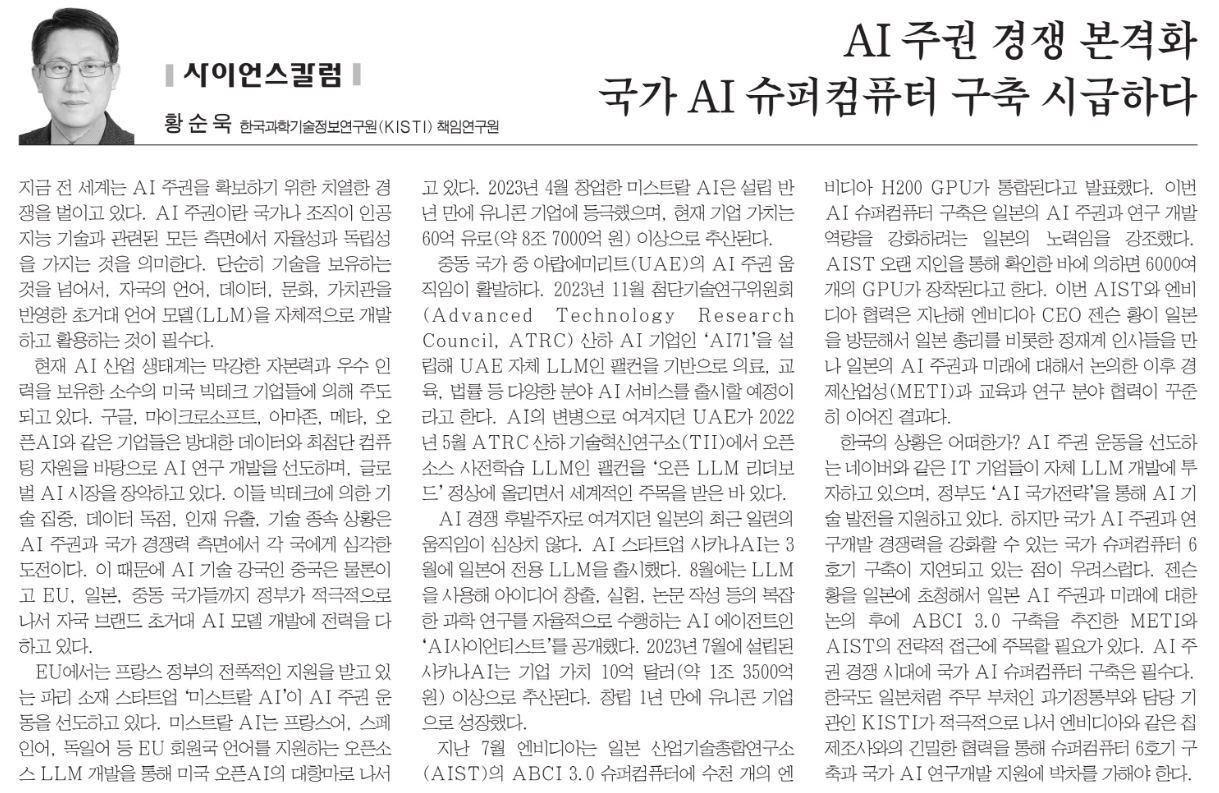 사이언스칼럼
황순욱 한국과학기술정보연구원(KISTI) 책임연구원
AI 주권 경쟁 본격화
국가 AI 슈퍼컴퓨터 구축 시급하다
지금 전 세계는 AI 주권을 확보하기 위한 치열한 경
쟁을 벌이고 있다. AI 주권이란 국가나 조직이 인공
지능 기술과 관련된 모든 측면에서 자율성과 독립성
을 가지는 것을 의미한다. 단순히 기술을 보유하는
것을 넘어서, 자국의 언어, 데이터, 문화, 가치관을
반영한 초거대 언어 모델(LLM)을 자체적으로 개발
하고 활용하는 것이 필수다.
현재 AI 산업 생태계는 막강한 자본력과 우수 인
력을 보유한 소수의 미국 빅테크 기업들에 의해 주도
되고 있다. 구글, 마이크로소프트, 아마존, 메타, 오
픈AI와 같은 기업들은 방대한 데이터와 최첨단 컴퓨
팅 자원을 바탕으로 AI 연구 개발을 선도하며, 글로
벌 AI 시장을 장악하고 있다. 이들 빅테크에 의한 기
술 집중, 데이터 독점, 인재 유출, 기술 종속 상황은
AI 주권과 국가 경쟁력 측면에서 각 국에게 심각한
도전이다. 이 때문에 AI 기술 강국인 중국은 물론이
고 EU, 일본, 중동 국가들까지 정부가 적극적으로
나서 자국 브랜드 초거대 AI 모델 개발에 전력을 다
하고 있다.
EU에서는 프랑스 정부의 전폭적인 지원을 받고 있
는 파리 소재 스타트업 ‘미스트랄 AI’이 AI 주권 운
동을 선도하고 있다. 미스트랄 AI는 프랑스어, 스페
인어, 독일어 등 EU 회원국 언어를 지원하는 오픈소
스 LLM 개발을 통해 미국 오픈AI의 대항마로 나서
고 있다. 2023년 4월 창업한 미스트랄 AI은 설립 반
년 만에 유니콘 기업에 등극했으며, 현재 기업 가치는
60억 유로(약 8조 7000억 원) 이상으로 추산된다.
중동 국가 중 아랍에미리트(UAE)의 AI 주권 움
직임이 활발하다. 2023년 11월 첨단기술연구위원회
(Advanced Technology Research
Council, ATRC) 산하 AI 기업인 ‘AI71’을 설
립해 UAE 자체 LLM인 팰컨을 기반으로 의료, 교
육, 법률 등 다양한 분야 AI 서비스를 출시할 예정이
라고 한다. AI의 변병으로 여겨지던 UAE가 2022
년 5월 ATRC 산하 기술혁신연구소(TII)에서 오픈
소스 사전학습 LLM인 팰컨을 ‘오픈 LLM 리더보
드’ 정상에 올리면서 세계적인 주목을 받은 바 있다.
AI 경쟁 후발주자로 여겨지던 일본의 최근 일련의
움직임이 심상치 않다. AI 스타트업 사카나AI는 3
월에 일본어 전용 LLM을 출시했다. 8월에는 LLM
을 사용해 아이디어 창출, 실험, 논문 작성 등의 복잡
한 과학 연구를 자율적으로 수행하는 AI 에이전트인
‘AI사이언티스트’를 공개했다. 2023년 7월에 설립된
사카나AI는 기업 가치 10억 달러(약 1조 3500억
원) 이상으로 추산된다. 창립 1년 만에 유니콘 기업
으로 성장했다.
지난 7월 엔비디아는 일본 산업기술총합연구소
(AIST)의 ABCI 3.0 슈퍼컴퓨터에 수천 개의 엔
비디아 H200 GPU가 통합된다고 발표했다. 이번
AI 슈퍼컴퓨터 구축은 일본의 AI 주권과 연구 개발
역량을 강화하려는 일본의 노력임을 강조했다.
AIST 오랜 지인을 통해 확인한 바에 의하면 6000여
개의 GPU가 장착된다고 한다. 이번 AIST와 엔비
디아 협력은 지난해 엔비디아 CEO 젠슨 황이 일본
을 방문해서 일본 총리를 비롯한 정재계 인사들을 만
나 일본의 AI 주권과 미래에 대해서 논의한 이후 경
제산업성(METI)과 교육과 연구 분야 협력이 꾸준
히 이어진 결과다.
한국의 상황은 어떠한가? AI 주권 운동을 선도하
는 네이버와 같은 IT 기업들이 자체 LLM 개발에 투
자하고 있으며, 정부도 ‘AI 국가전략’을 통해 AI 기
술 발전을 지원하고 있다. 하지만 국가 AI 주권과 연
구개발 경쟁력을 강화할 수 있는 국가 슈퍼컴퓨터 6
호기 구축이 지연되고 있는 점이 우려스럽다. 젠슨
황을 일본에 초청해서 일본 AI 주권과 미래에 대한
논의 후에 ABCI 3.0 구축을 추진한 METI와
AIST의 전략적 접근에 주목할 필요가 있다. AI 주
권 경쟁 시대에 국가 AI 슈퍼컴퓨터 구축은 필수다.
한국도 일본처럼 주무 부처인 과기정통부와 담당 기
관인 KISTI가 적극적으로 나서 엔비디아와 같은 칩
제조사와의 긴밀한 협력을 통해 슈퍼컴퓨터 6호기 구
축과 국가 AI 연구개발 지원에 박차를 가해야 한다.